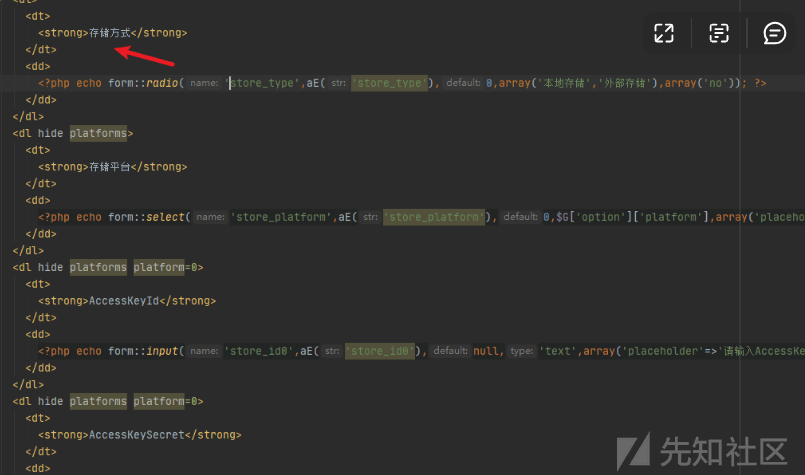 <dl>
<dt>
<strong>存储方式</strong>
</dt>
<dd>
<?php echo form::radio( name: 'store_type',aE( str: 'store_type'), default: 0,array('本地存储','外部存储'),array('no')); ?>
</dd>
</dl>
<dl hide platforms>
<dt>
<strong>存储平台</strong>
</dt>
<dd>
<?php echo form::select( name: 'store_platform',aE( str: 'store_platform'), default: 0,$G['option']['platform'],array('placeho
</dd>
</dl>
<dl hide platforms platform=0>
<dt>
<strong>AccessKeyId</strong>
</dt>
<dd>
<?php echo form::input( name: 'store_id0',aE( str: 'store_id0'), default: null, type: 'text',array('placeholder'=>'请输入AccessKe
</dd>
</dl>
<dl hide platforms platform=0>
<dt>
<strong>AccessKeySecret</strong>
</dt>
<dd>
先知社区